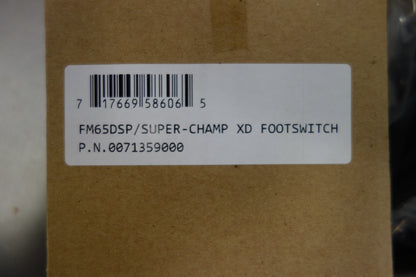 7 17669 58606 5
FM65DSP/SUPER-CHAMP XD FOOTSWITCH
P.N.0071359000